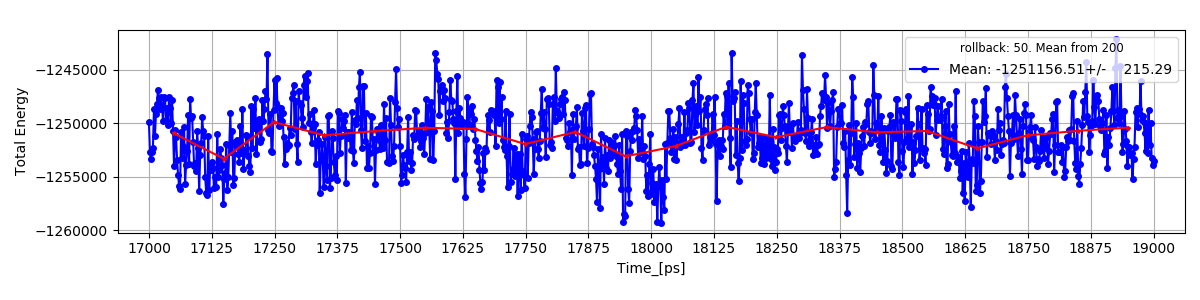 rollback: 50. Mean from 200
Mean: -1251156.51+/- 215.29
Total Energy
−1245000
−1250000
−1255000
−1260000
17000 17125 17250 17375 17500 17625 17750 17875 18000 18125 18250 18375 18500 18625 18750 18875 19000
Time_[ps]